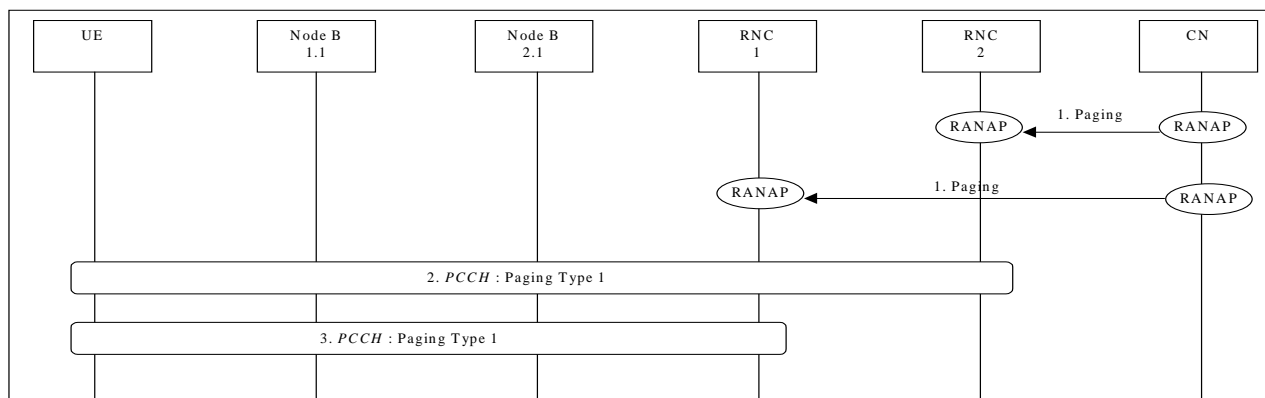 UE
Node B
1.1
Node B
2.1
RNC
1
RNC
2
CN
RANAP
1. Paging
RANAP
RANAP
1. Paging
RANAP
2. PCCH : Paging Type 1
3. PCCH : Paging Type 1